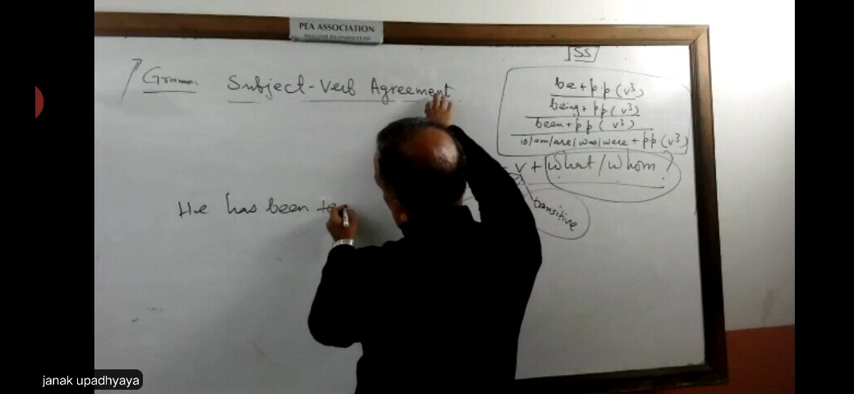 PEA ASSOCIATION
SS
Gramm. Subject-Verb Agreement
be + pp (v3)
being + pp (v3)
been + pp (v3)
is/am/are/was/were + pp (v3)
v + what/whom?
transitive
He has been te
janak upadhyaya